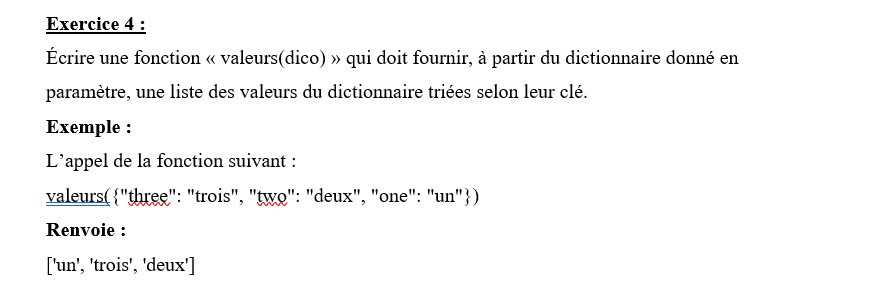 Exercice 4 :
Écrire une fonction « valeurs(dico) » qui doit fournir, à partir du dictionnaire donné en
paramètre, une liste des valeurs du dictionnaire triées selon leur clé.
Exemple :
L’appel de la fonction suivant :
valeurs({"three": "trois", "two": "deux", "one": "un"})
Renvoie :
['un', 'trois', 'deux']